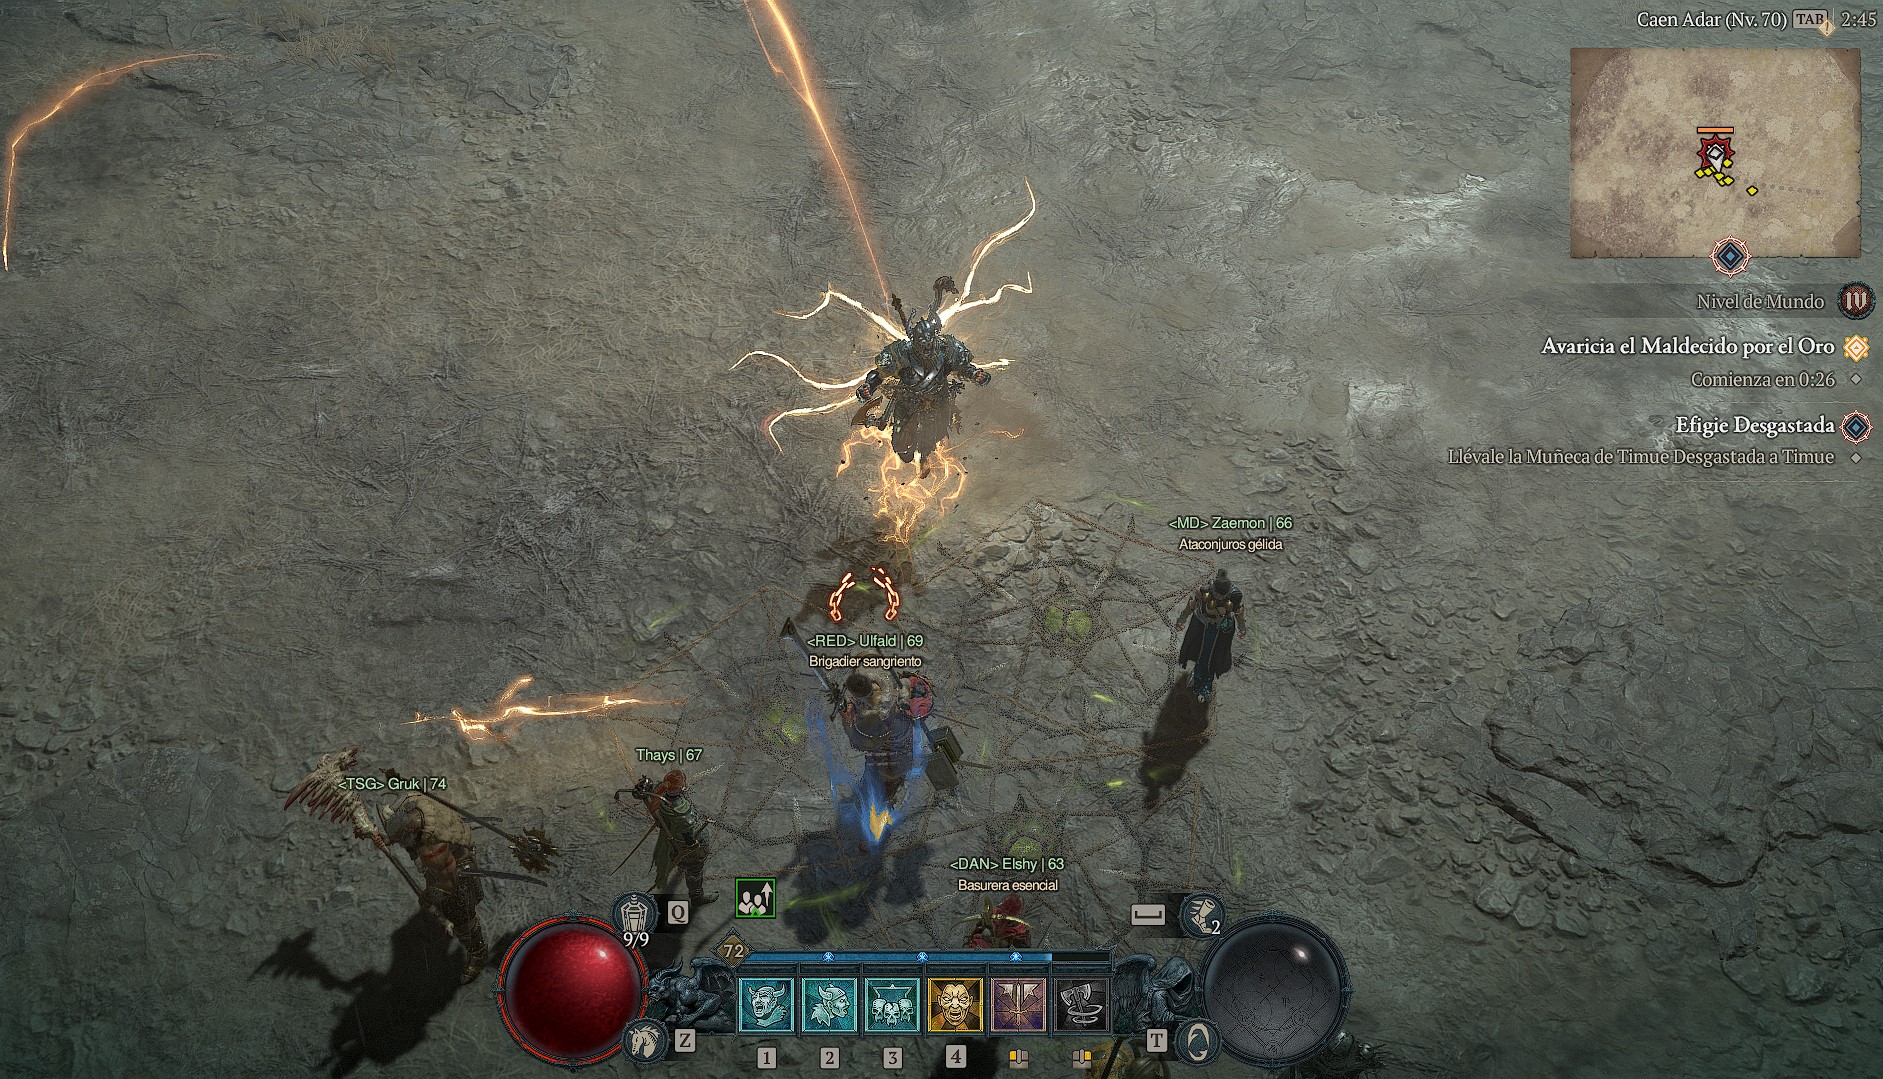 Caen Adar (Nv. 70) TAB 2:45
Nivel de Mundo IV
Avaricia el Maldecido por el Oro
Comienza en 0:26
Efigie Desgastada
Llévale la Muñeca de Timue Desgastada a Timue
<MD> Zaemon | 66
Ataconjuros gélida
<RED> Ulfald | 69
Brigadier sangriento
Thays | 67
<TSG> Gruk | 74
<DAN> Elshy | 63
Basurera esencial
Q
9/9
2
72
Z
T
1 2 3 4